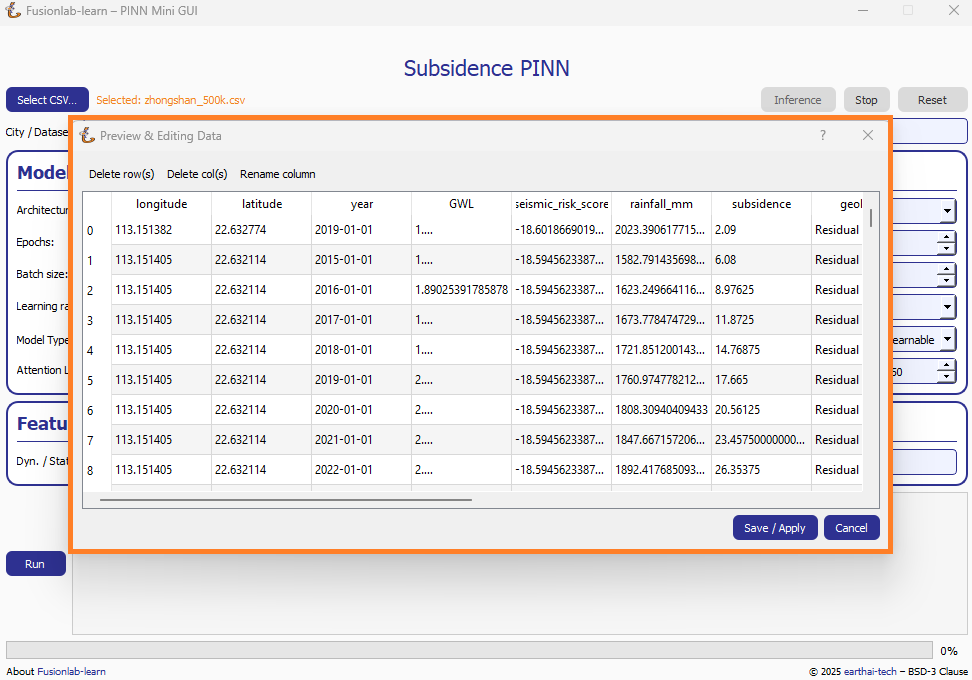 Fusionlab-learn – PINN Mini GUI
Subsidence PINN
Select CSV... Selected: zhongshan_500k.csv Inference Stop Reset
City / Datase
Preview & Editing Data ?
Delete row(s) Delete col(s) Rename column
longitude latitude year GWL seismic_risk_score rainfall_mm subsidence geol
0 113.151382 22.632774 2019-01-01 1.... -18.6018669019... 2023.390617715... 2.09 Residual
1 113.151405 22.632114 2015-01-01 1.... -18.5945623387... 1582.791435698... 6.08 Residual
2 113.151405 22.632114 2016-01-01 1.89025391785878 -18.5945623387... 1623.249664116... 8.97625 Residual
3 113.151405 22.632114 2017-01-01 1.... -18.5945623387... 1673.778474729... 11.8725 Residual
4 113.151405 22.632114 2018-01-01 1.... -18.5945623387... 1721.851200143... 14.76875 Residual
5 113.151405 22.632114 2019-01-01 2.... -18.5945623387... 1760.974778212... 17.665 Residual
6 113.151405 22.632114 2020-01-01 2.... -18.5945623387... 1808.30940409433 20.56125 Residual
7 113.151405 22.632114 2021-01-01 2.... -18.5945623387... 1847.667157206... 23.45750000000... Residual
8 113.151405 22.632114 2022-01-01 2.... -18.5945623387... 1892.417685093... 26.35375 Residual
Save / Apply Cancel
Model
Architectur
Epochs:
Batch size:
Learning ra
Model Type earnable
Attention L 50
Featu
Dyn. / Stat
Run
0%
About Fusionlab-learn © 2025 earthai-tech – BSD-3 Clause